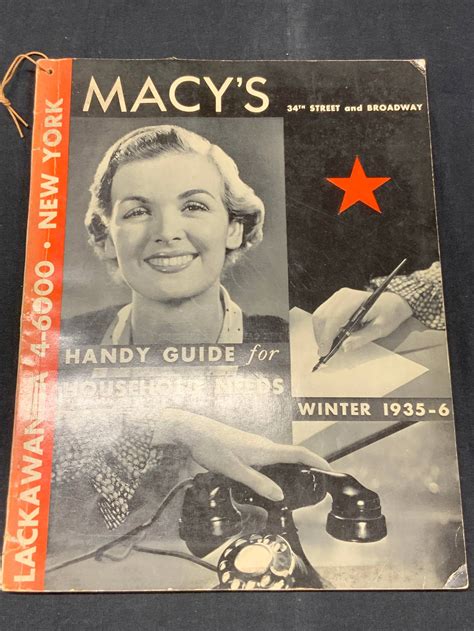 MACY'S
34TH STREET and BROADWAY
HANDY GUIDE for
HOUSEHOLD NEEDS
WINTER 1935-6
LACKAWANNA 4-6000 • NEW YORK